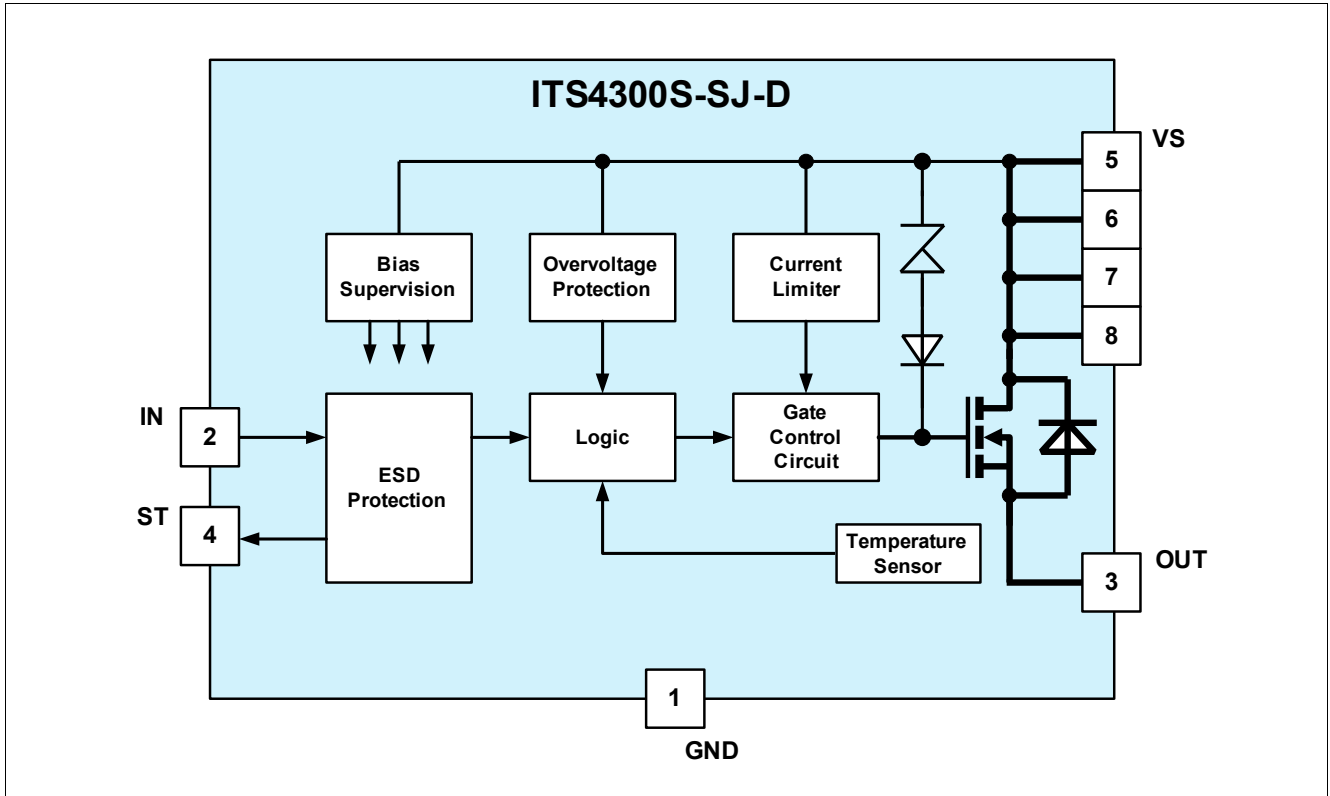 ITS4300S-SJ-D
VS
5
6
7
8
Bias
Supervision
Overvoltage
Protection
Current
Limiter
IN
2
ST
4
ESD
Protection
Logic
Gate
Control
Circuit
Temperature
Sensor
3
OUT
1
GND